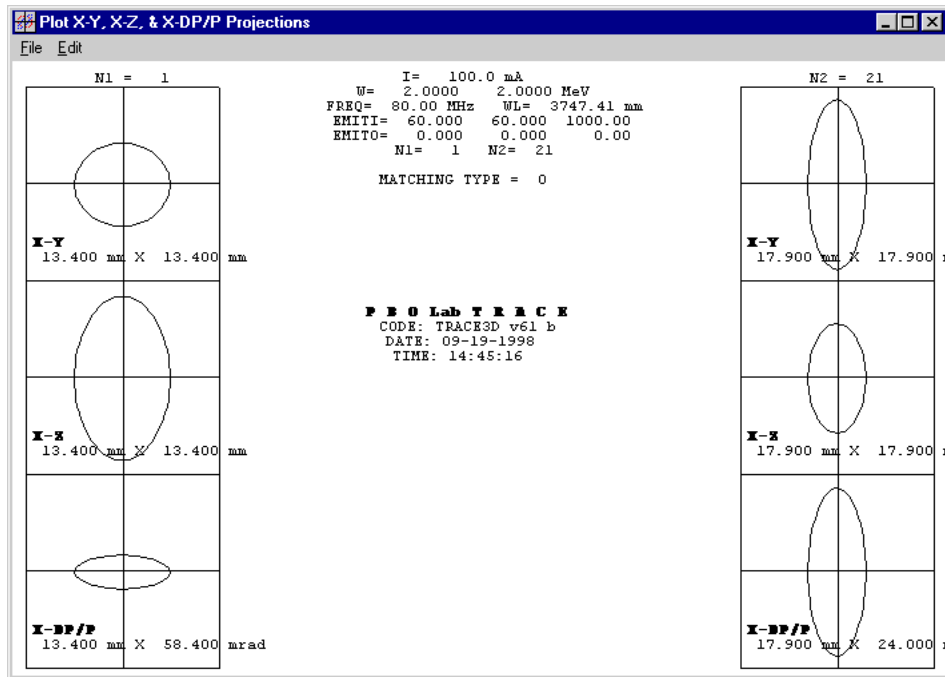 Plot X-Y, X-Z, & X-DP/P Projections
File Edit
N1 = 1
I= 100.0 mA
W= 2.0000 2.0000 MeV
FREQ= 80.00 MHz WL= 3747.41 mm
EMITI= 60.000 60.000 1000.00
EMITO= 0.000 0.000 0.00
N1= 1 N2= 21
MATCHING TYPE = 0
N2 = 21
X-Y
13.400 mm X 13.400 mm
X-Z
13.400 mm X 13.400 mm
X-DP/P
13.400 mm X 58.400 mrad
P B O Lab T R A C E
CODE: TRACE3D v61 b
DATE: 09-19-1998
TIME: 14:45:16
X-Y
17.900 mm X 17.900
X-Z
17.900 mm X 17.900
X-DP/P
17.900 mm X 24.000